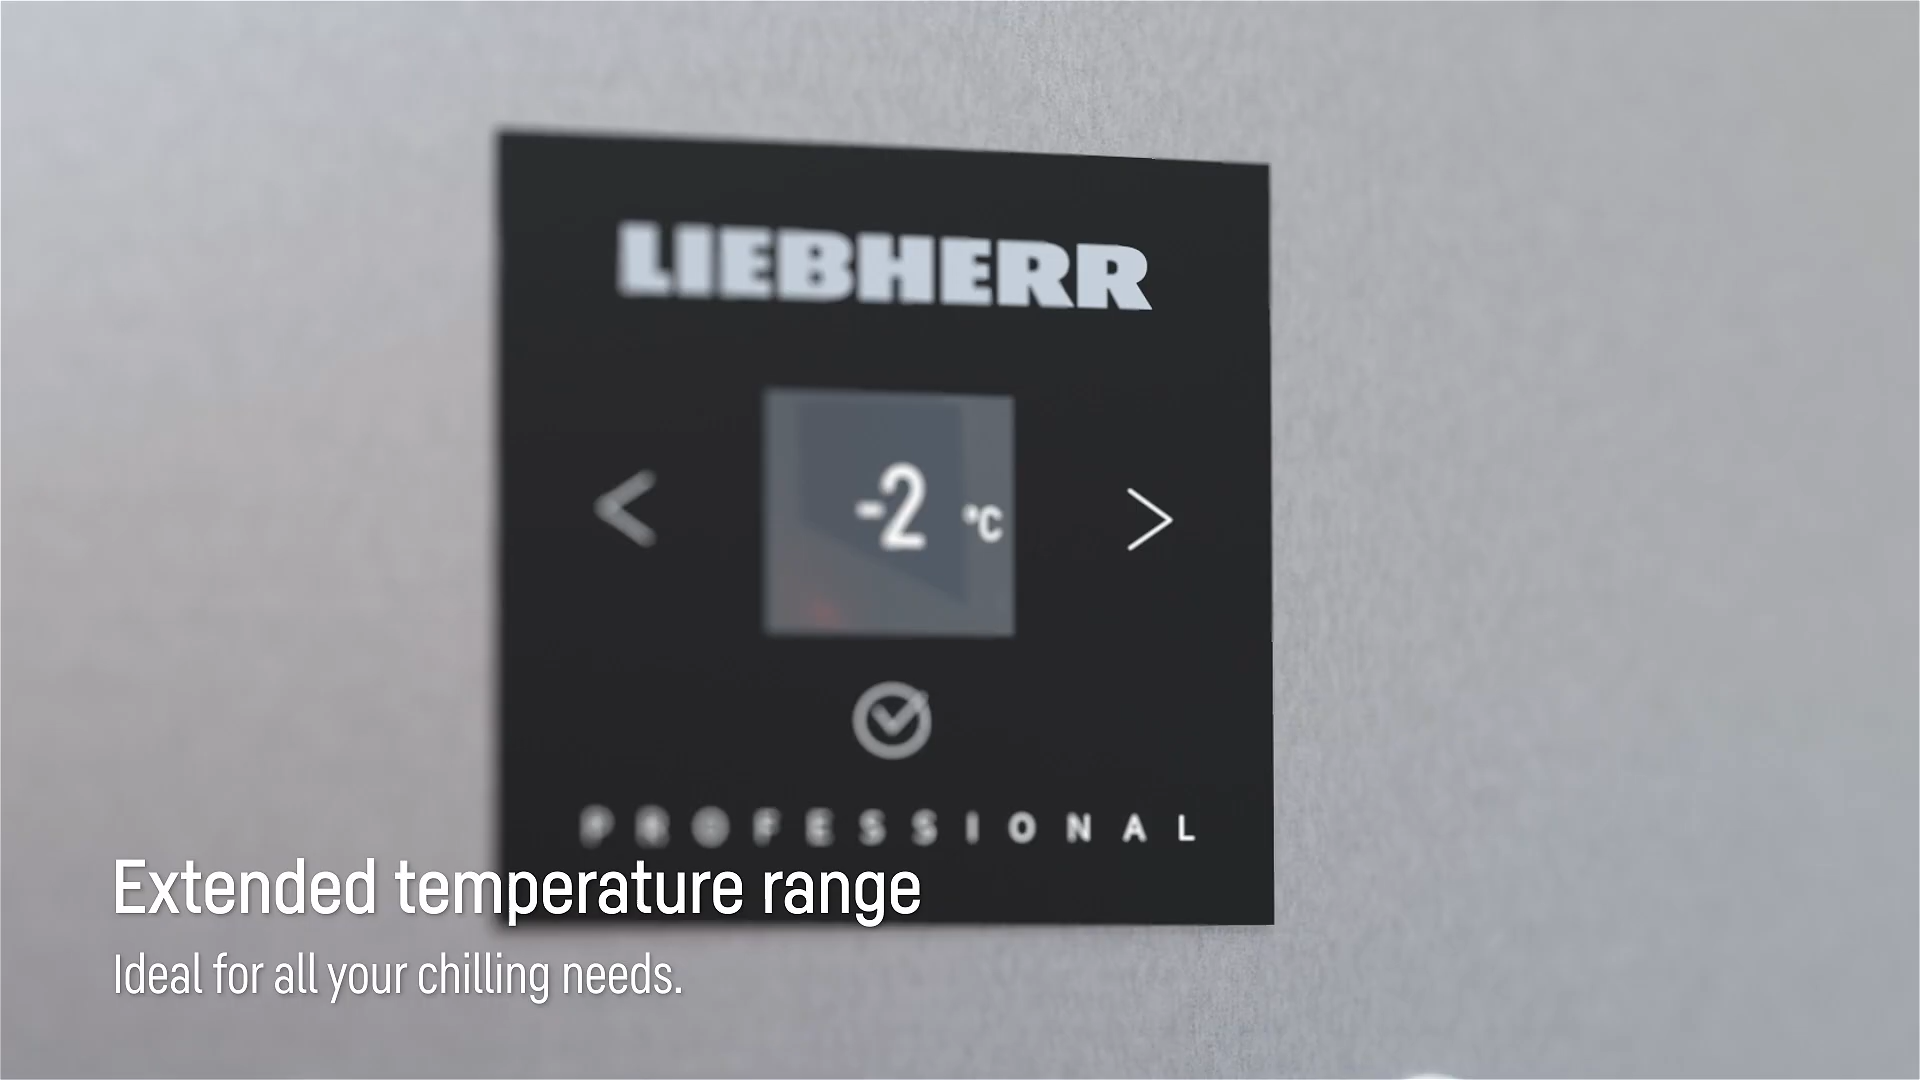 LIEBHERR
-2 °C
PROFESSIONAL
Extended temperature range
Ideal for all your chilling needs.